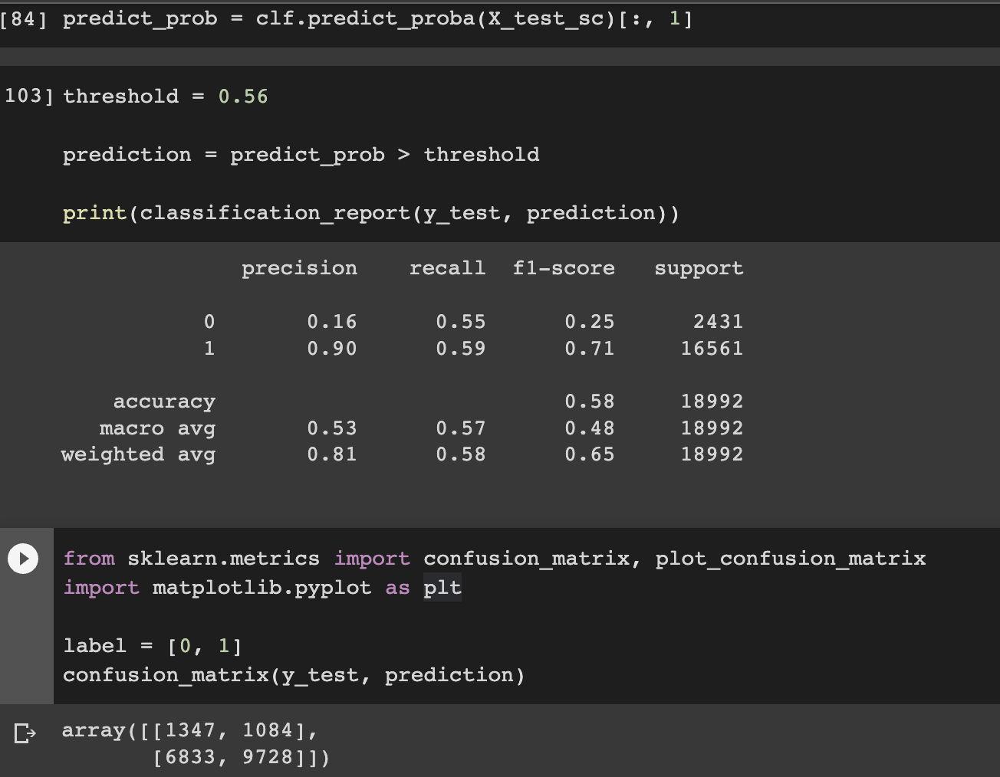 [84] predict_prob = clf.predict_proba(X_test_sc)[:, 1]
103] threshold = 0.56
prediction = predict_prob > threshold
print(classification_report(y_test, prediction))
precision recall f1-score support
0 0.16 0.55 0.25 2431
1 0.90 0.59 0.71 16561
accuracy 0.58 18992
macro avg 0.53 0.57 0.48 18992
weighted avg 0.81 0.58 0.65 18992
from sklearn.metrics import confusion_matrix, plot_confusion_matrix
import matplotlib.pyplot as plt
label = [0, 1]
confusion_matrix(y_test, prediction)
array([[1347, 1084],
[6833, 9728]])